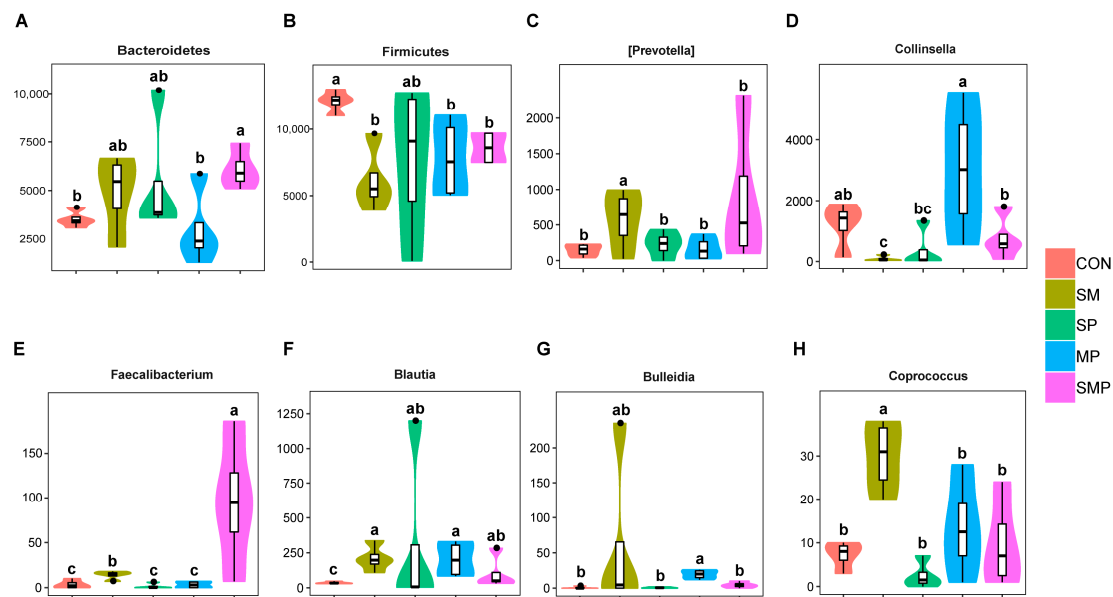 A
Bacteroidetes
10,000
7500
5000
2500
b
ab
ab
b
a
B
Firmicutes
10,000
5000
0
a
b
ab
b
b
C
[Prevotella]
2000
1500
1000
500
0
b
a
b
b
b
D
Collinsella
4000
2000
0
ab
c
bc
a
b
CON
SM
SP
MP
SMP
E
Faecalibacterium
150
100
50
0
c
b
c
c
a
F
Blautia
1250
1000
750
500
250
0
c
a
ab
a
ab
G
Bulleidia
200
150
100
50
0
b
ab
b
a
b
H
Coprococcus
30
20
10
0
b
a
b
b
b